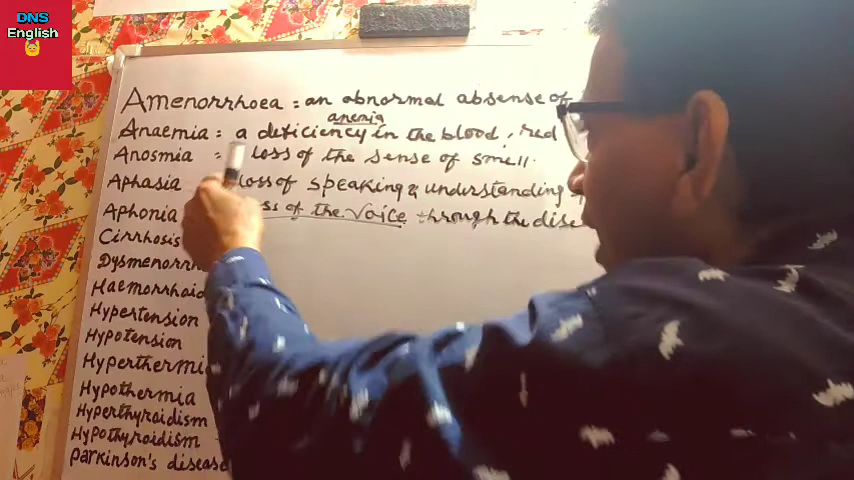 DNS
English
Amenorrhoea : an abnormal absense of
anemia
Anaemia : a deficiency in the blood, red
Anosmia : loss of the sense of smell.
Aphasia loss of speaking & understanding
Aphonia ss of the voice through the dise
Cirrhosis
Dysmenorrh
Haemorrhoid
Hypertension
Hypotension
Hyperthermi
Hypothermia
Hyperthyroidism
Hypothyroidism
Parkinson's disease